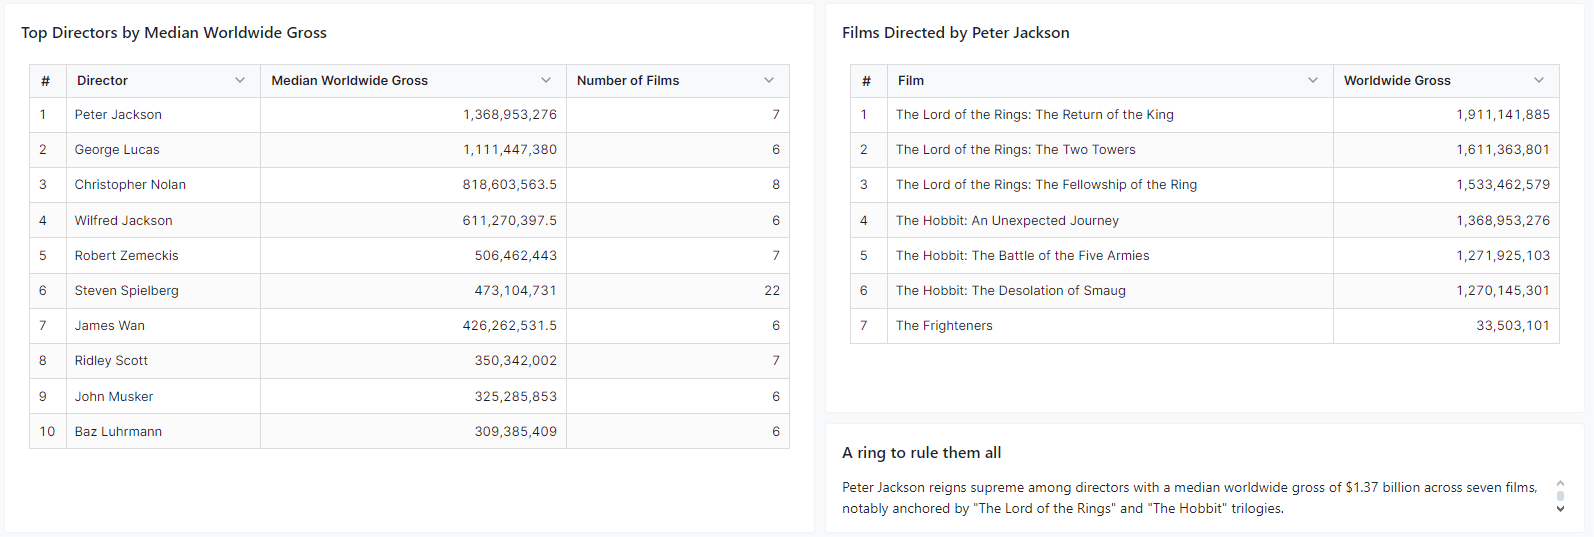 Top Directors by Median Worldwide Gross
# Director Median Worldwide Gross Number of Films
1 Peter Jackson 1,368,953,276 7
2 George Lucas 1,111,447,380 6
3 Christopher Nolan 818,603,563.5 8
4 Wilfred Jackson 611,270,397.5 6
5 Robert Zemeckis 506,462,443 7
6 Steven Spielberg 473,104,731 22
7 James Wan 426,262,531.5 6
8 Ridley Scott 350,342,002 7
9 John Musker 325,285,853 6
10 Baz Luhrmann 309,385,409 6
Films Directed by Peter Jackson
# Film Worldwide Gross
1 The Lord of the Rings: The Return of the King 1,911,141,885
2 The Lord of the Rings: The Two Towers 1,611,363,801
3 The Lord of the Rings: The Fellowship of the Ring 1,533,462,579
4 The Hobbit: An Unexpected Journey 1,368,953,276
5 The Hobbit: The Battle of the Five Armies 1,271,925,103
6 The Hobbit: The Desolation of Smaug 1,270,145,301
7 The Frighteners 33,503,101
A ring to rule them all
Peter Jackson reigns supreme among directors with a median worldwide gross of $1.37 billion across seven films,
notably anchored by "The Lord of the Rings" and "The Hobbit" trilogies.